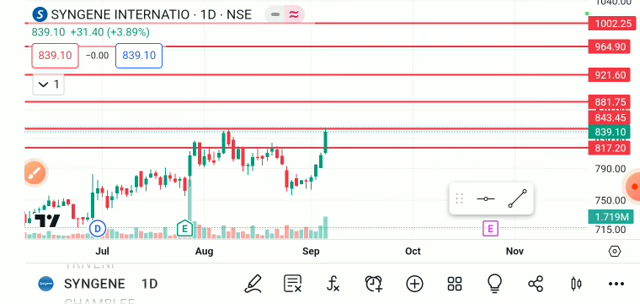 1040.00
S SYNGENE INTERNATIO · 1D · NSE
1002.25
839.10 +31.40 (+3.89%)
964.90
839.10 −0.00 839.10
921.60
1
881.75
843.45
839.10
817.20
790.00
750.00
1.719M
715.00
D E E
Jul Aug Sep Oct Nov
SYNGENE 1D